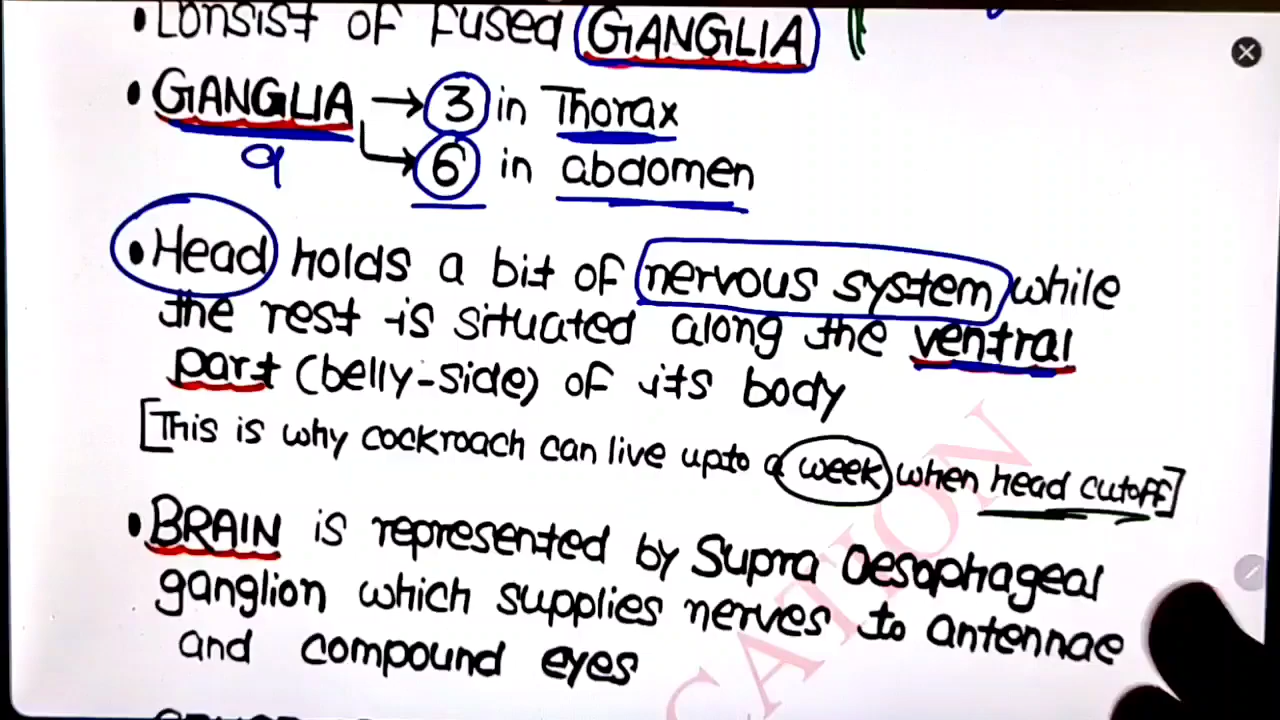 • Consist of fused GANGLIA
• GANGLIA → 3 in Thorax
9 → 6 in abdomen
• Head holds a bit of nervous system while
the rest is situated along the ventral
part (belly-side) of its body
[This is why cockroach can live upto a week when head cutoff]
• BRAIN is represented by Supra Oesophageal
ganglion which supplies nerves to antennae
and compound eyes
CATION